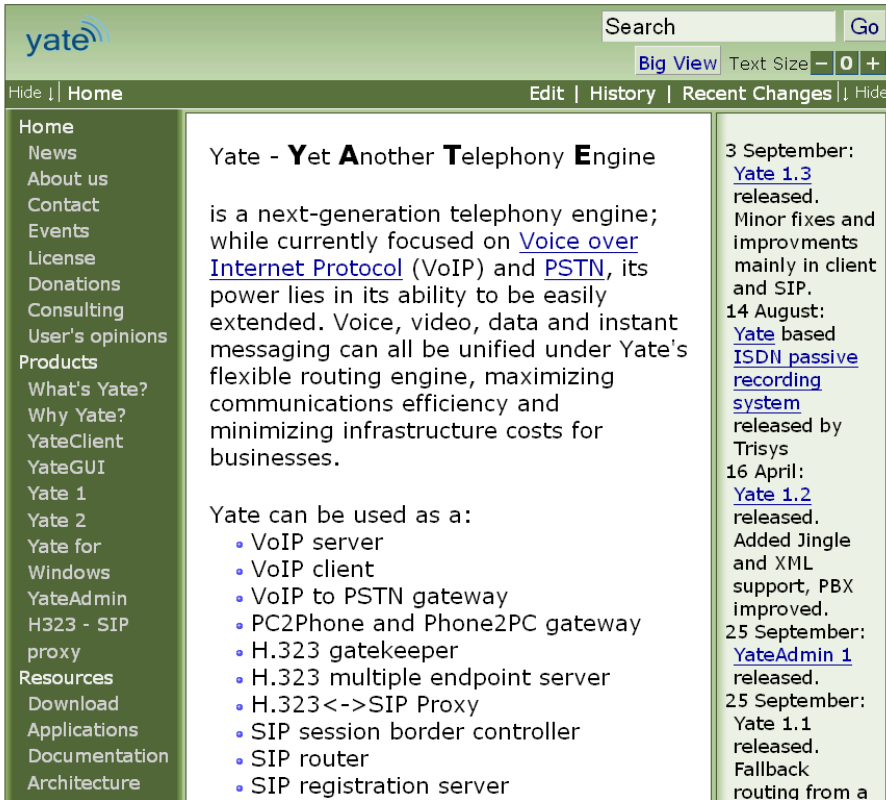 yate
Search
Go
Big View
Text Size − 0 +
Hide ↓| Home
Edit | History | Recent Changes |↓ Hide
Home
News
About us
Contact
Events
License
Donations
Consulting
User's opinions
Products
What's Yate?
Why Yate?
YateClient
YateGUI
Yate 1
Yate 2
Yate for
Windows
YateAdmin
H323 - SIP
proxy
Resources
Download
Applications
Documentation
Architecture
Yate - Yet Another Telephony Engine
is a next-generation telephony engine;
while currently focused on Voice over
Internet Protocol (VoIP) and PSTN, its
power lies in its ability to be easily
extended. Voice, video, data and instant
messaging can all be unified under Yate's
flexible routing engine, maximizing
communications efficiency and
minimizing infrastructure costs for
businesses.
Yate can be used as a:
VoIP server
VoIP client
VoIP to PSTN gateway
PC2Phone and Phone2PC gateway
H.323 gatekeeper
H.323 multiple endpoint server
H.323<->SIP Proxy
SIP session border controller
SIP router
SIP registration server
3 September:
Yate 1.3
released.
Minor fixes and
improvments
mainly in client
and SIP.
14 August:
Yate based
ISDN passive
recording
system
released by
Trisys
16 April:
Yate 1.2
released.
Added Jingle
and XML
support, PBX
improved.
25 September:
YateAdmin 1
released.
25 September:
Yate 1.1
released.
Fallback
routing from a